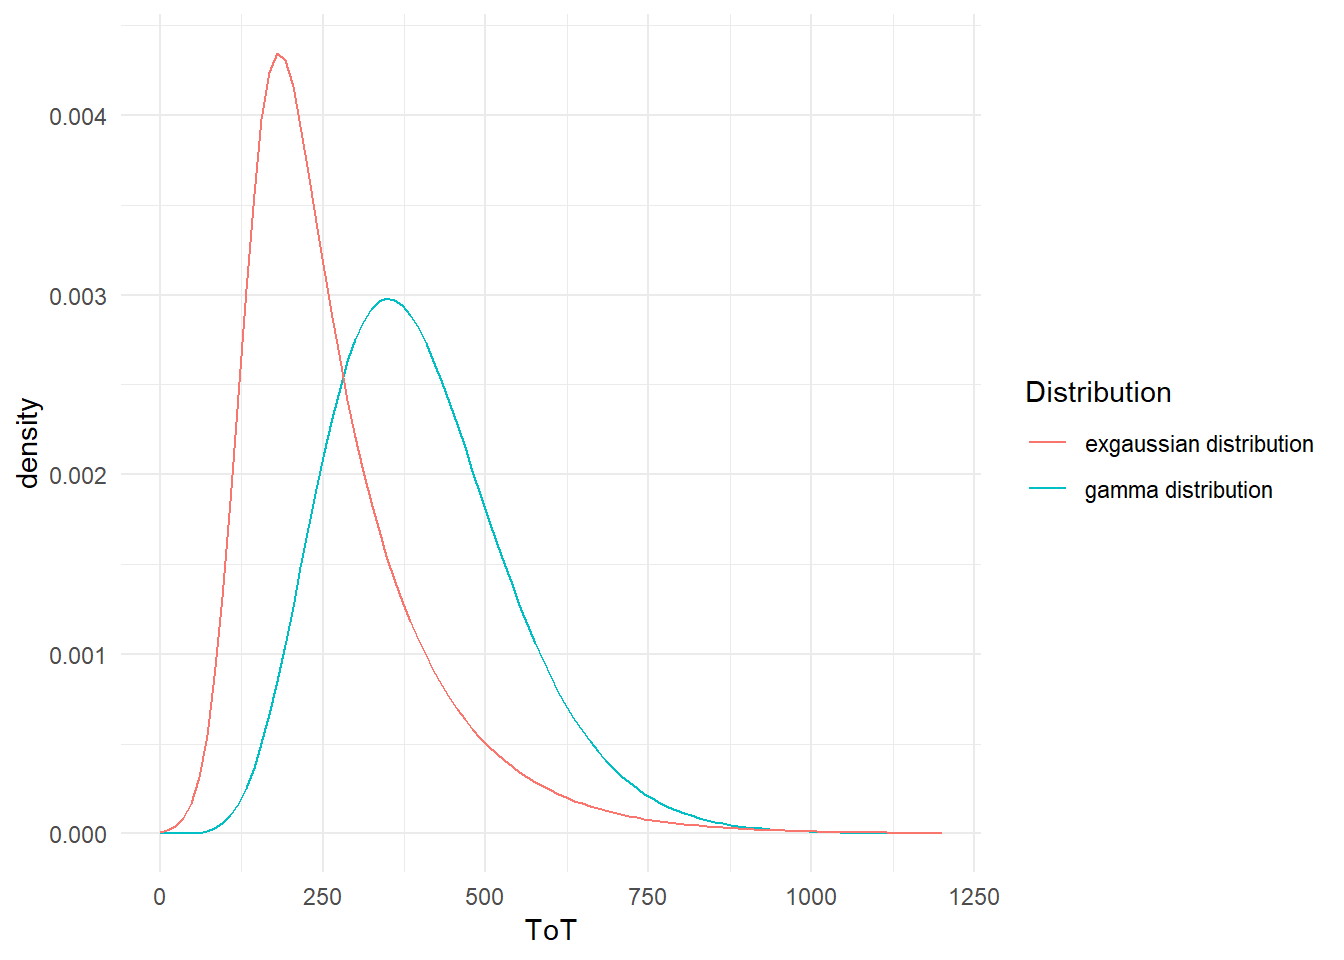 density
0.004
0.003
0.002
0.001
0.000
0 250 500 750 1000 1250
ToT
Distribution
exgaussian distribution
gamma distribution